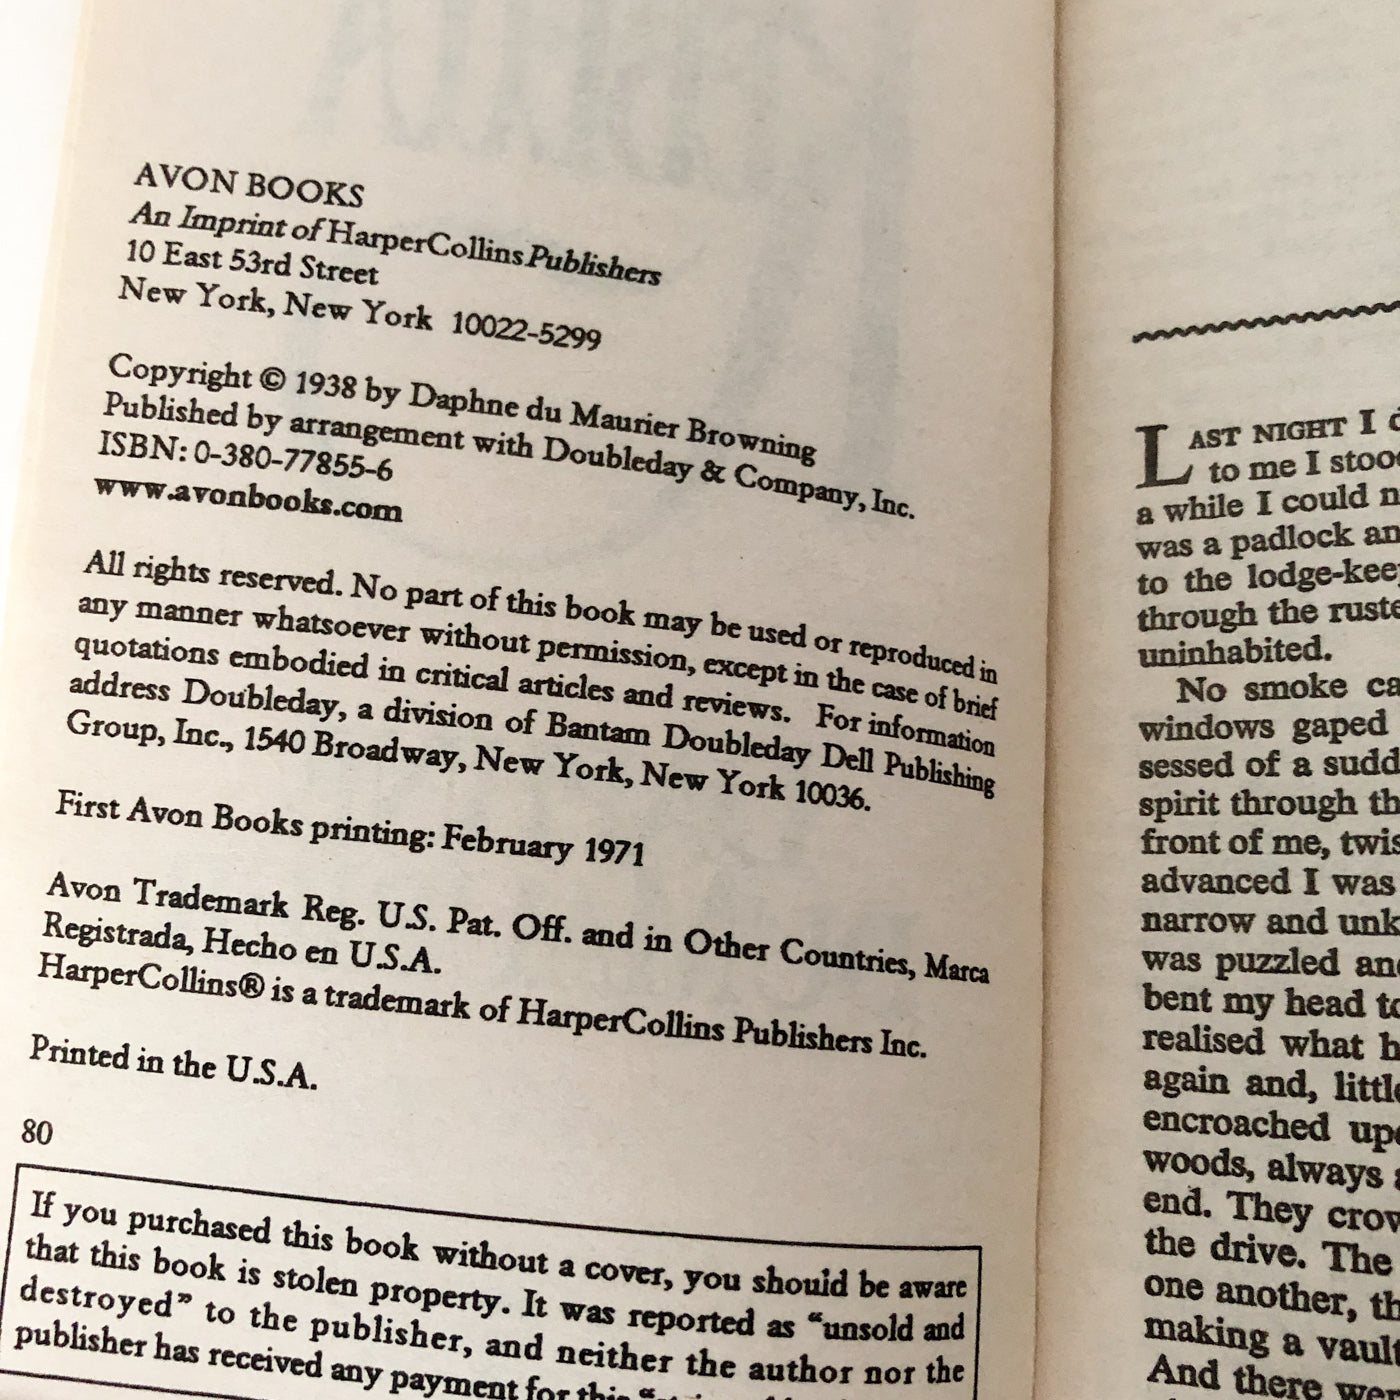 AVON BOOKS
An Imprint of HarperCollinsPublishers
10 East 53rd Street
New York, New York 10022-5299
Copyright © 1938 by Daphne du Maurier Browning
Published by arrangement with Doubleday & Company, Inc.
ISBN: 0-380-77855-6
www.avonbooks.com
All rights reserved. No part of this book may be used or reproduced in
any manner whatsoever without permission, except in the case of brief
quotations embodied in critical articles and reviews. For information
address Doubleday, a division of Bantam Doubleday Dell Publishing
Group, Inc., 1540 Broadway, New York, New York 10036.
First Avon Books printing: February 1971
Avon Trademark Reg. U.S. Pat. Off. and in Other Countries, Marca
Registrada, Hecho en U.S.A.
HarperCollins® is a trademark of HarperCollins Publishers Inc.
Printed in the U.S.A.
80
If you purchased this book without a cover, you should be aware
that this book is stolen property. It was reported as “unsold and
destroyed” to the publisher, and neither the author nor the
publisher has received any payment for this
LAST NIGHT I
to me I stoo
a while I could n
was a padlock an
to the lodge-kee
through the ruste
uninhabited.
No smoke ca
windows gaped
sessed of a sudd
spirit through th
front of me, twis
advanced I was
narrow and unk
was puzzled an
bent my head to
realised what h
again and, little
encroached up
woods, always
end. They crow
the drive. The
one another, th
making a vault
And there we